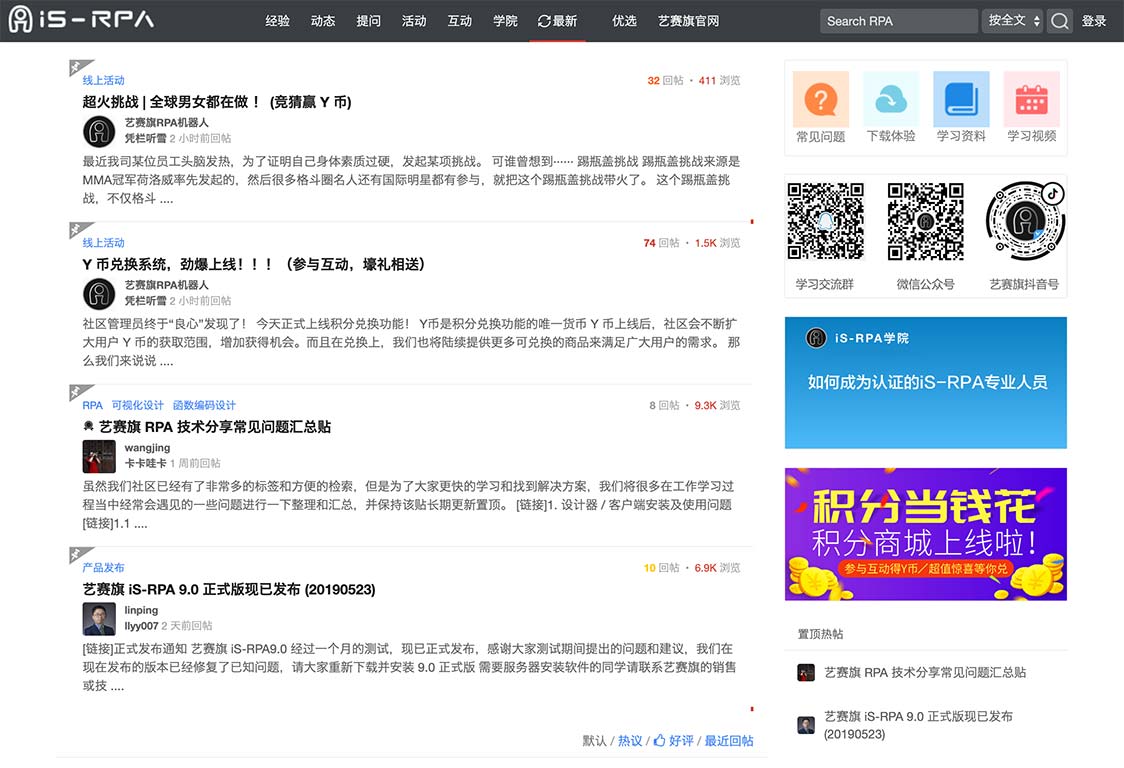 iS-RPA
经验 动态 提问 活动 互动 学院 最新 优选 艺赛旗官网
Search RPA 按全文 登录
线上活动
32 回帖 · 411 浏览
超火挑战 | 全球男女都在做 ！ (竞猜赢 Y 币)
艺赛旗RPA机器人
凭栏听雪 2 小时前回帖
最近我司某位员工头脑发热，为了证明自己身体素质过硬，发起某项挑战。 可谁曾想到······ 踢瓶盖挑战 踢瓶盖挑战来源是
MMA冠军荷洛威率先发起的，然后很多格斗圈名人还有国际明星都有参与，就把这个踢瓶盖挑战带火了。 这个踢瓶盖挑
战，不仅格斗 ....
线上活动
74 回帖 · 1.5K 浏览
Y 币兑换系统，劲爆上线！！！（参与互动，壕礼相送）
艺赛旗RPA机器人
凭栏听雪 2 小时前回帖
社区管理员终于“良心”发现了！ 今天正式上线积分兑换功能！ Y币是积分兑换功能的唯一货币 Y 币上线后，社区会不断扩
大用户 Y 币的获取范围，增加获得机会。而且在兑换上，我们也将陆续提供更多可兑换的商品来满足广大用户的需求。 那
么我们来说说 ....
RPA 可视化设计 函数编码设计
8 回帖 · 9.3K 浏览
艺赛旗 RPA 技术分享常见问题汇总贴
wangjing
卡卡哇卡 1 周前回帖
虽然我们社区已经有了非常多的标签和方便的检索，但是为了大家更快的学习和找到解决方案，我们将很多在工作学习过
程当中经常会遇见的一些问题进行一下整理和汇总，并保持该贴长期更新置顶。 [链接]1. 设计器 / 客户端安装及使用问题
[链接]1.1 ....
产品发布
10 回帖 · 6.9K 浏览
艺赛旗 iS-RPA 9.0 正式版现已发布 (20190523)
linping
llyy007 2 天前回帖
[链接]正式发布通知 艺赛旗 iS-RPA9.0 经过一个月的测试，现已正式发布，感谢大家测试期间提出的问题和建议，我们在
现在发布的版本已经修复了已知问题，请大家重新下载并安装 9.0 正式版 需要服务器安装软件的同学请联系艺赛旗的销售
或技 ....
默认 / 热议 / 好评 / 最近回帖
常见问题 下载体验 学习资料 学习视频
学习交流群 微信公众号 艺赛旗抖音号
iS-RPA学院
如何成为认证的iS-RPA专业人员
积分当钱花
积分商城上线啦！
参与互动得Y币／超值惊喜等你兑
置顶热帖
艺赛旗 RPA 技术分享常见问题汇总贴
艺赛旗 iS-RPA 9.0 正式版现已发布
(20190523)